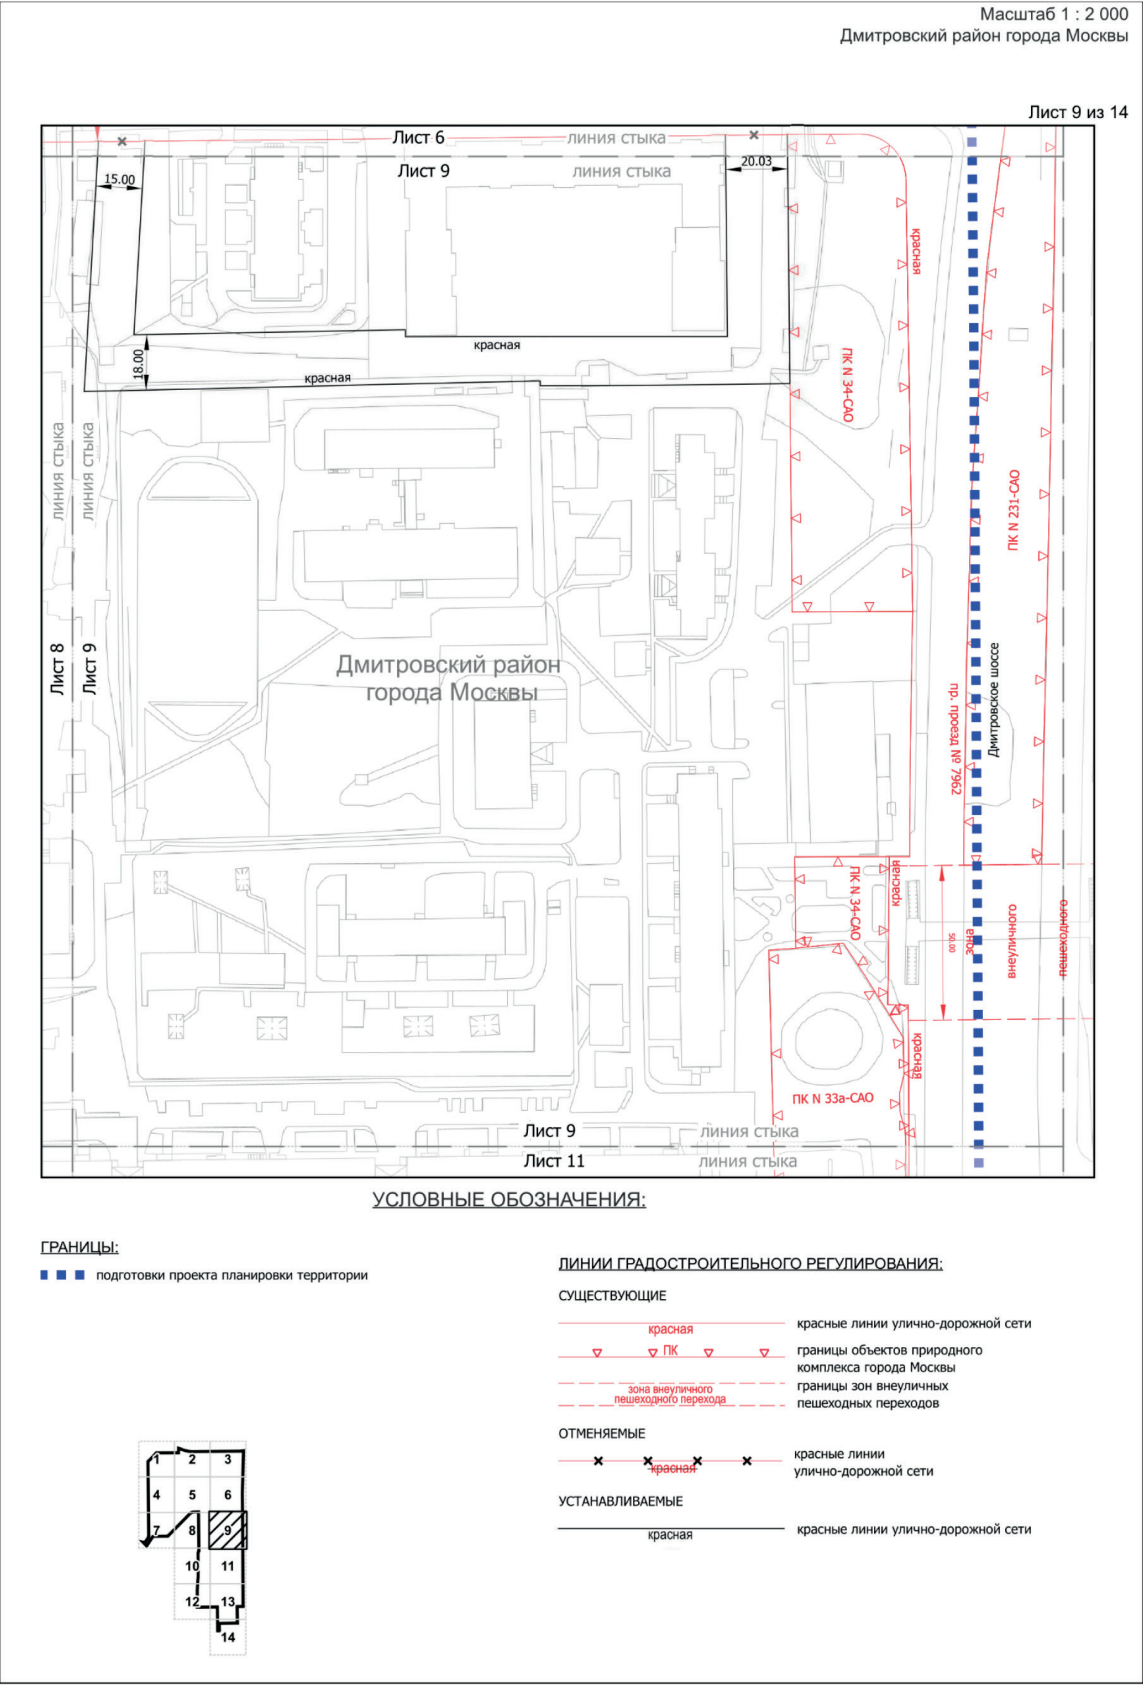 Масштаб 1 : 2 000
Дмитровский район города Москвы
Лист 9 из 14
Лист 6
линия стыка
Лист 9
линия стыка
15.00
20.03
красная
18.00
красная
красная
ПК N 34-САО
ПК N 231-САО
линия стыка
линия стыка
Лист 8
Лист 9
Дмитровский район
города Москвы
пр. проезд № 7962
Дмитровское шоссе
ПК N 34-САО
красная
50.00
зона
внеуличного
пешеходного
красная
ПК N 33а-САО
Лист 9
линия стыка
Лист 11
линия стыка
УСЛОВНЫЕ ОБОЗНАЧЕНИЯ:
ГРАНИЦЫ:
подготовки проекта планировки территории
ЛИНИИ ГРАДОСТРОИТЕЛЬНОГО РЕГУЛИРОВАНИЯ:
СУЩЕСТВУЮЩИЕ
красная
красные линии улично-дорожной сети
ПК
границы объектов природного
комплекса города Москвы
зона внеуличного
пешеходного перехода
границы зон внеуличных
пешеходных переходов
ОТМЕНЯЕМЫЕ
красная
красные линии
улично-дорожной сети
УСТАНАВЛИВАЕМЫЕ
красная
красные линии улично-дорожной сети
1 2 3
4 5 6
7 8 9
10 11
12 13
14